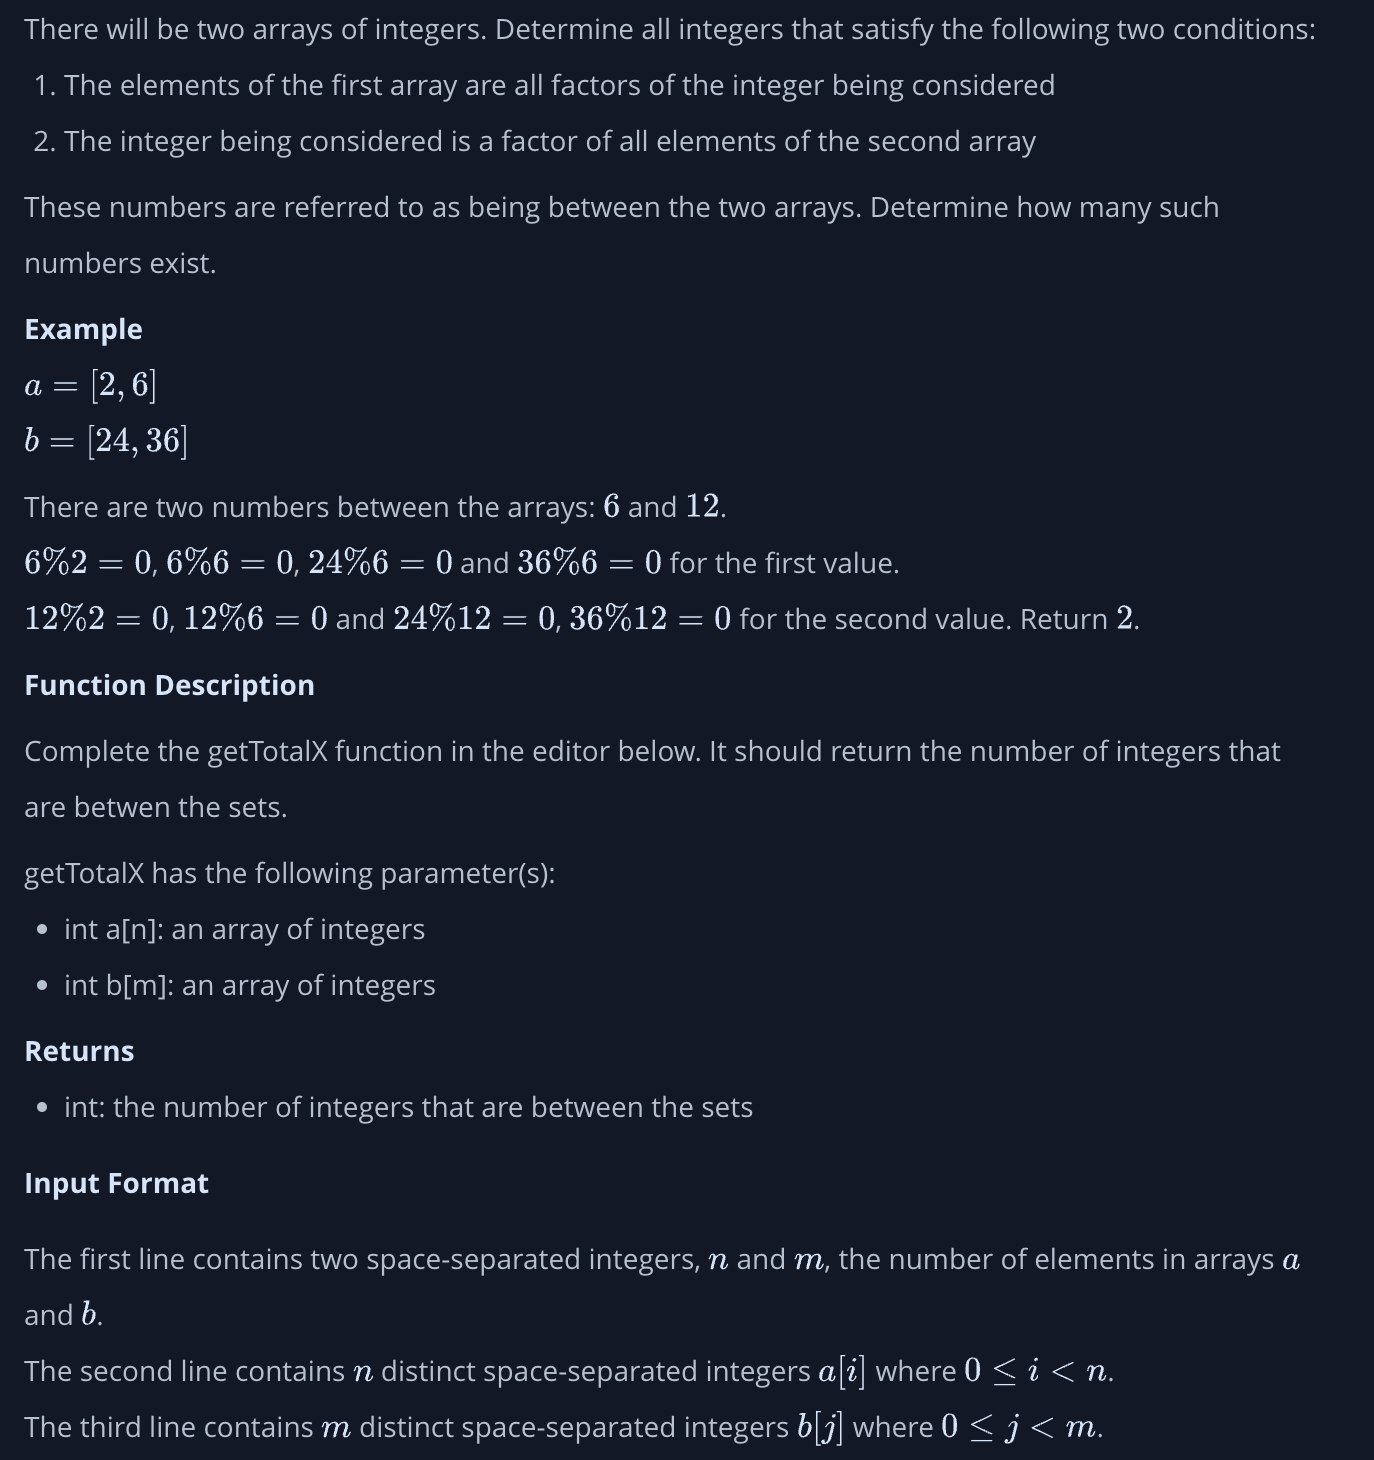 There will be two arrays of integers. Determine all integers that satisfy the following two conditions:
1. The elements of the first array are all factors of the integer being considered
2. The integer being considered is a factor of all elements of the second array
These numbers are referred to as being between the two arrays. Determine how many such
numbers exist.
Example
a = [2, 6]
b = [24, 36]
There are two numbers between the arrays: 6 and 12.
6%2 = 0, 6%6 = 0, 24%6 = 0 and 36%6 = 0 for the first value.
12%2 = 0, 12%6 = 0 and 24%12 = 0, 36%12 = 0 for the second value. Return 2.
Function Description
Complete the getTotalX function in the editor below. It should return the number of integers that
are betwen the sets.
getTotalX has the following parameter(s):
• int a[n]: an array of integers
• int b[m]: an array of integers
Returns
• int: the number of integers that are between the sets
Input Format
The first line contains two space-separated integers, n and m, the number of elements in arrays a
and b.
The second line contains n distinct space-separated integers a[i] where 0 ≤ i < n.
The third line contains m distinct space-separated integers b[j] where 0 ≤ j < m.